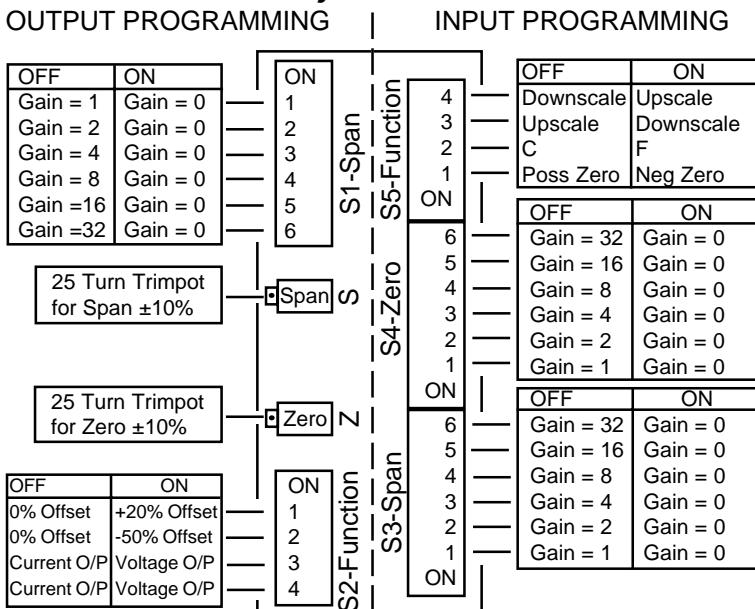 OUTPUT PROGRAMMING
OFF ON
Gain = 1 Gain = 0
Gain = 2 Gain = 0
Gain = 4 Gain = 0
Gain = 8 Gain = 0
Gain =16 Gain = 0
Gain =32 Gain = 0
ON
1
2
3
4
5
6
S1-Span
25 Turn Trimpot
for Span ±10%
Span
S
25 Turn Trimpot
for Zero ±10%
Zero
Z
OFF ON
0% Offset +20% Offset
0% Offset -50% Offset
Current O/P Voltage O/P
Current O/P Voltage O/P
ON
1
2
3
4
S2-Function
INPUT PROGRAMMING
S5-Function
4
3
2
1
ON
OFF ON
Downscale Upscale
Upscale Downscale
C F
Poss Zero Neg Zero
S4-Zero
6
5
4
3
2
1
ON
OFF ON
Gain = 32 Gain = 0
Gain = 16 Gain = 0
Gain = 8 Gain = 0
Gain = 4 Gain = 0
Gain = 2 Gain = 0
Gain = 1 Gain = 0
S3-Span
6
5
4
3
2
1
ON
OFF ON
Gain = 32 Gain = 0
Gain = 16 Gain = 0
Gain = 8 Gain = 0
Gain = 4 Gain = 0
Gain = 2 Gain = 0
Gain = 1 Gain = 0